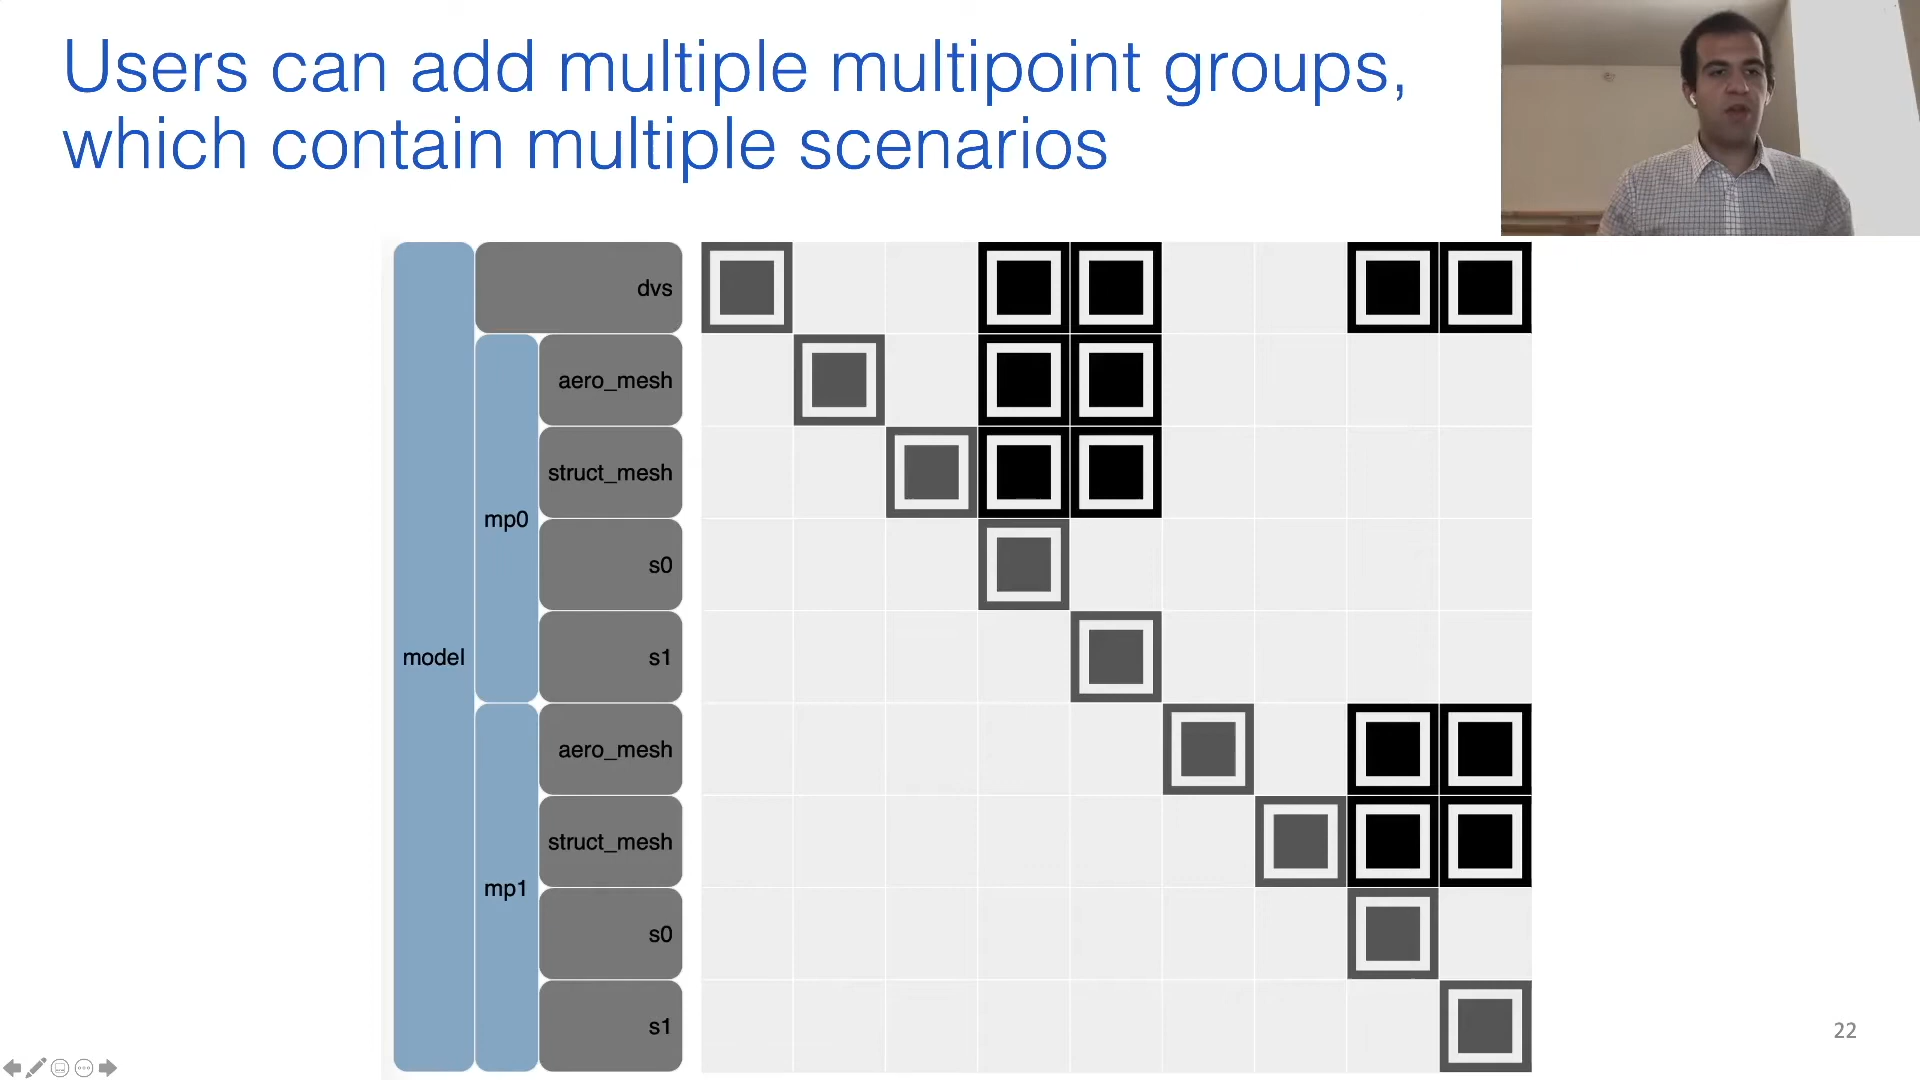 Users can add multiple multipoint groups,
which contain multiple scenarios
dvs
aero_mesh
struct_mesh
mp0
s0
model
s1
aero_mesh
struct_mesh
mp1
s0
s1
22